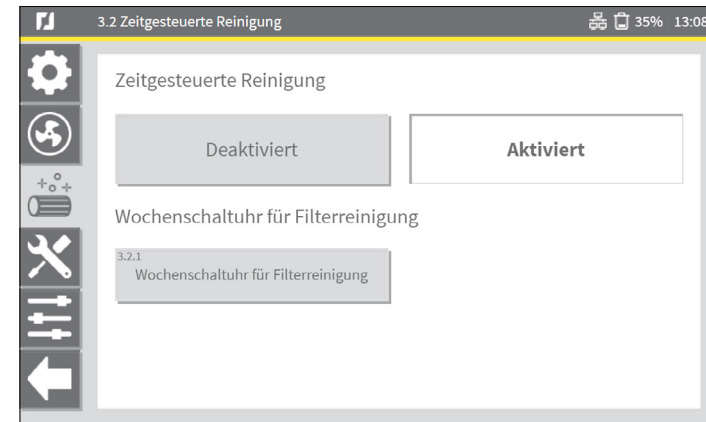 3.2 Zeitgesteuerte Reinigung 35% 13:08
Zeitgesteuerte Reinigung
Deaktiviert Aktiviert
Wochenschaltuhr für Filterreinigung
3.2.1
Wochenschaltuhr für Filterreinigung